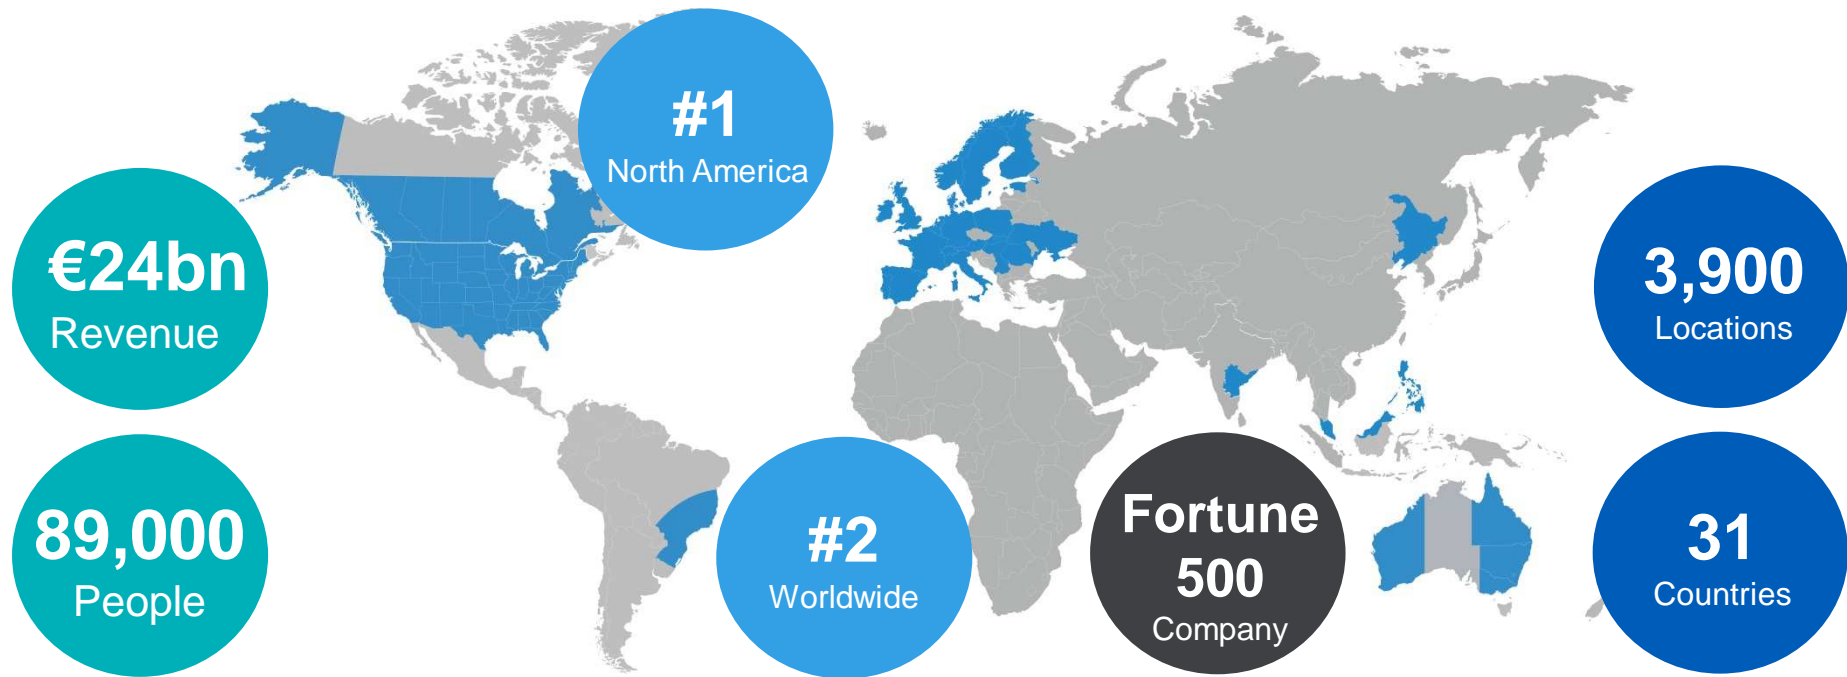 #1
North America
€24bn
Revenue
3,900
Locations
89,000
People
#2
Worldwide
Fortune
500
Company
31
Countries